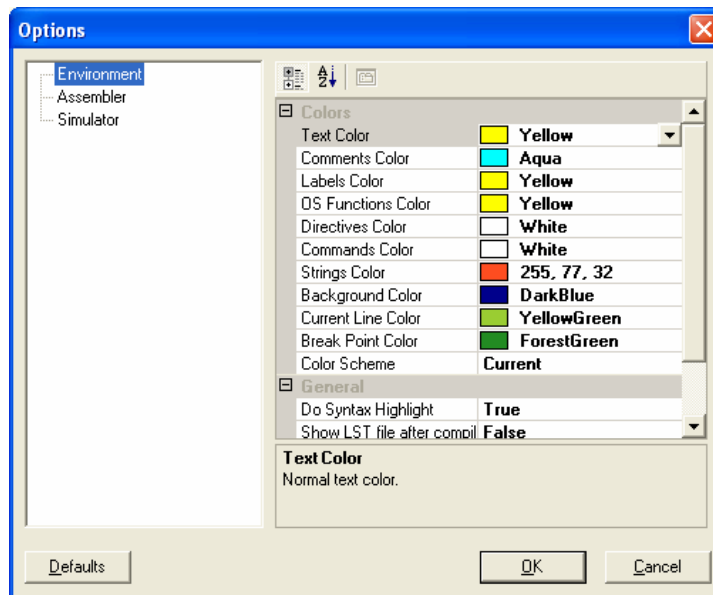 Options
Environment
Assembler
Simulator
Colors
Text Color Yellow
Comments Color Aqua
Labels Color Yellow
OS Functions Color Yellow
Directives Color White
Commands Color White
Strings Color 255, 77, 32
Background Color DarkBlue
Current Line Color YellowGreen
Break Point Color ForestGreen
Color Scheme Current
General
Do Syntax Highlight True
Show LST file after compil False
Text Color
Normal text color.
Defaults OK Cancel